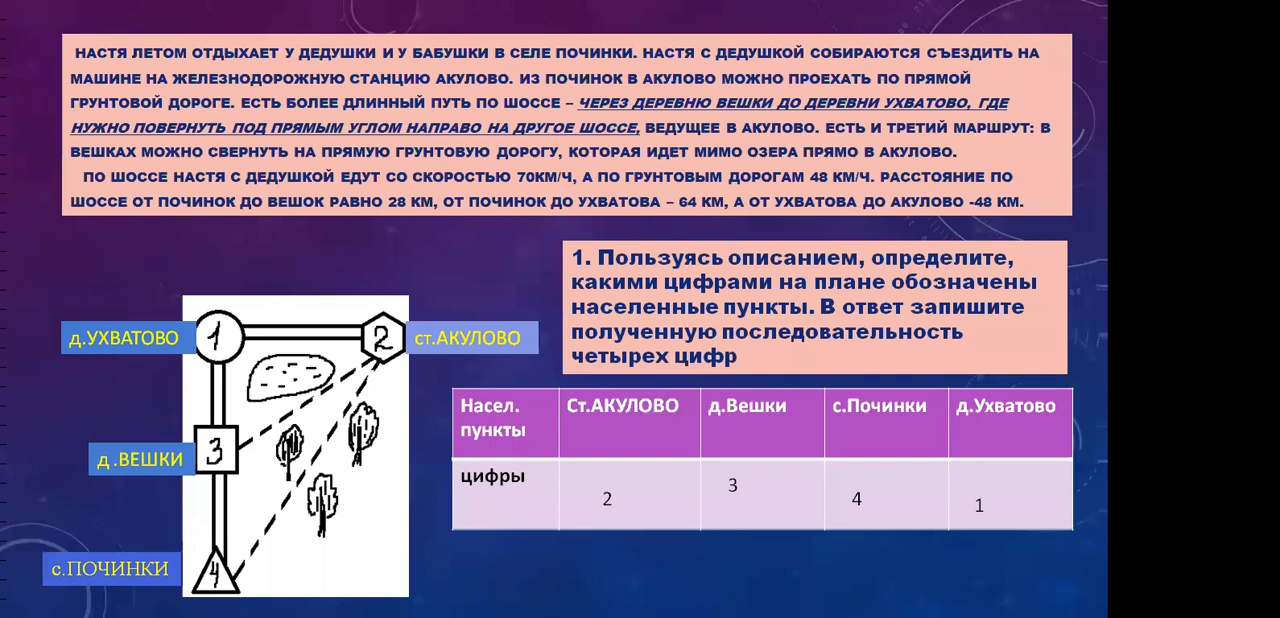 НАСТЯ ЛЕТОМ ОТДЫХАЕТ У ДЕДУШКИ И У БАБУШКИ В СЕЛЕ ПОЧИНКИ. НАСТЯ С ДЕДУШКОЙ СОБИРАЮТСЯ СЪЕЗДИТЬ НА
МАШИНЕ НА ЖЕЛЕЗНОДОРОЖНУЮ СТАНЦИЮ АКУЛОВО. ИЗ ПОЧИНОК В АКУЛОВО МОЖНО ПРОЕХАТЬ ПО ПРЯМОЙ
ГРУНТОВОЙ ДОРОГЕ. ЕСТЬ БОЛЕЕ ДЛИННЫЙ ПУТЬ ПО ШОССЕ – ЧЕРЕЗ ДЕРЕВНЮ ВЕШКИ ДО ДЕРЕВНИ УХВАТОВО, ГДЕ
НУЖНО ПОВЕРНУТЬ ПОД ПРЯМЫМ УГЛОМ НАПРАВО НА ДРУГОЕ ШОССЕ, ВЕДУЩЕЕ В АКУЛОВО. ЕСТЬ И ТРЕТИЙ МАРШРУТ: В
ВЕШКАХ МОЖНО СВЕРНУТЬ НА ПРЯМУЮ ГРУНТОВУЮ ДОРОГУ, КОТОРАЯ ИДЕТ МИМО ОЗЕРА ПРЯМО В АКУЛОВО.
ПО ШОССЕ НАСТЯ С ДЕДУШКОЙ ЕДУТ СО СКОРОСТЬЮ 70КМ/Ч, А ПО ГРУНТОВЫМ ДОРОГАМ 48 КМ/Ч. РАССТОЯНИЕ ПО
ШОССЕ ОТ ПОЧИНОК ДО ВЕШОК РАВНО 28 КМ, ОТ ПОЧИНОК ДО УХВАТОВА – 64 КМ, А ОТ УХВАТОВА ДО АКУЛОВО -48 КМ.
1. Пользуясь описанием, определите,
какими цифрами на плане обозначены
населенные пункты. В ответ запишите
полученную последовательность
четырех цифр
д.УХВАТОВО
1
2
ст.АКУЛОВО
д .ВЕШКИ
3
с.ПОЧИНКИ
4
Насел. пункты Ст.АКУЛОВО д.Вешки с.Починки д.Ухватово
цифры 2 3 4 1